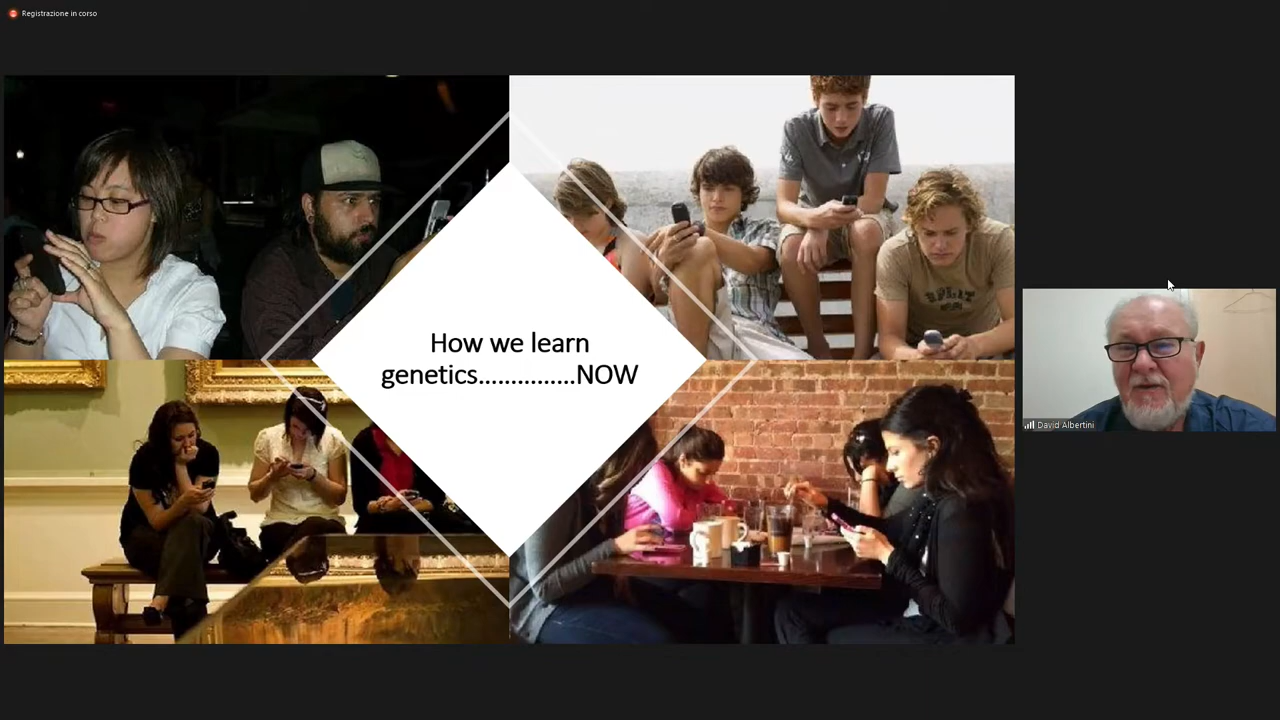 Registrazione in corso
How we learn
genetics...............NOW
David Albertini